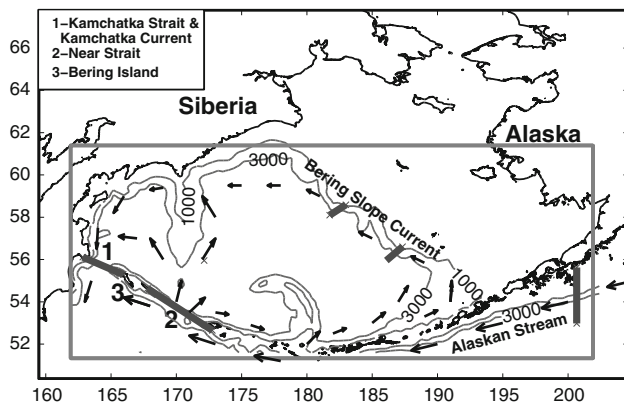 1–Kamchatka Strait &
Kamchatka Current
2–Near Strait
3–Bering Island
Siberia
Alaska
3000
1000
Bering Slope Current
1
3
2
3000
1000
3000
Alaskan Stream
66
64
62
60
58
56
54
52
160 165 170 175 180 185 190 195 200